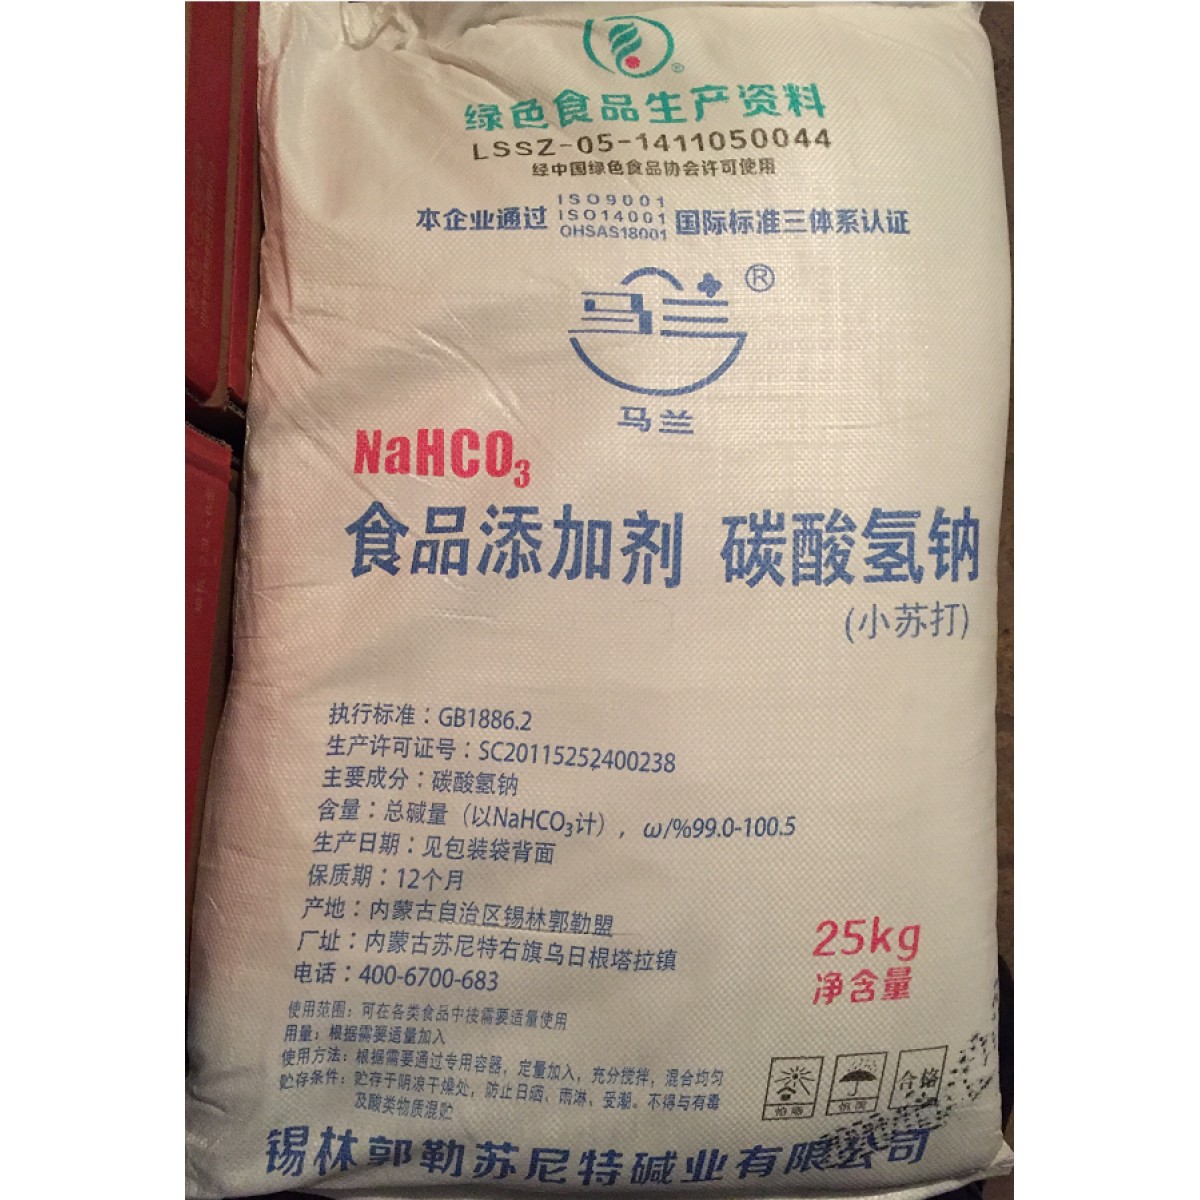 绿色食品生产资料
LSSZ-05-1411050044
经中国绿色食品协会许可使用
本企业通过 ISO9001 ISO14001 OHSAS18001 国际标准三体系认证
马兰 ®
马兰
NaHCO₃
食品添加剂 碳酸氢钠
(小苏打)
执行标准：GB1886.2
生产许可证号：SC20115252400238
主要成分：碳酸氢钠
含量：总碱量（以NaHCO₃计），ω/%99.0-100.5
生产日期：见包装袋背面
保质期：12个月
产地：内蒙古自治区锡林郭勒盟
厂址：内蒙古苏尼特右旗乌日根塔拉镇
电话：400-6700-683
25kg
净含量
使用范围：可在各类食品中按需要适量使用
用量：根据需要适量加入
使用方法：根据需要通过专用容器，定量加入，充分搅拌，混合均匀
贮存条件：贮存于阴凉干燥处，防止日晒、雨淋、受潮。不得与有毒
及酸类物质混贮
怕晒
合格
锡林郭勒苏尼特碱业有限公司